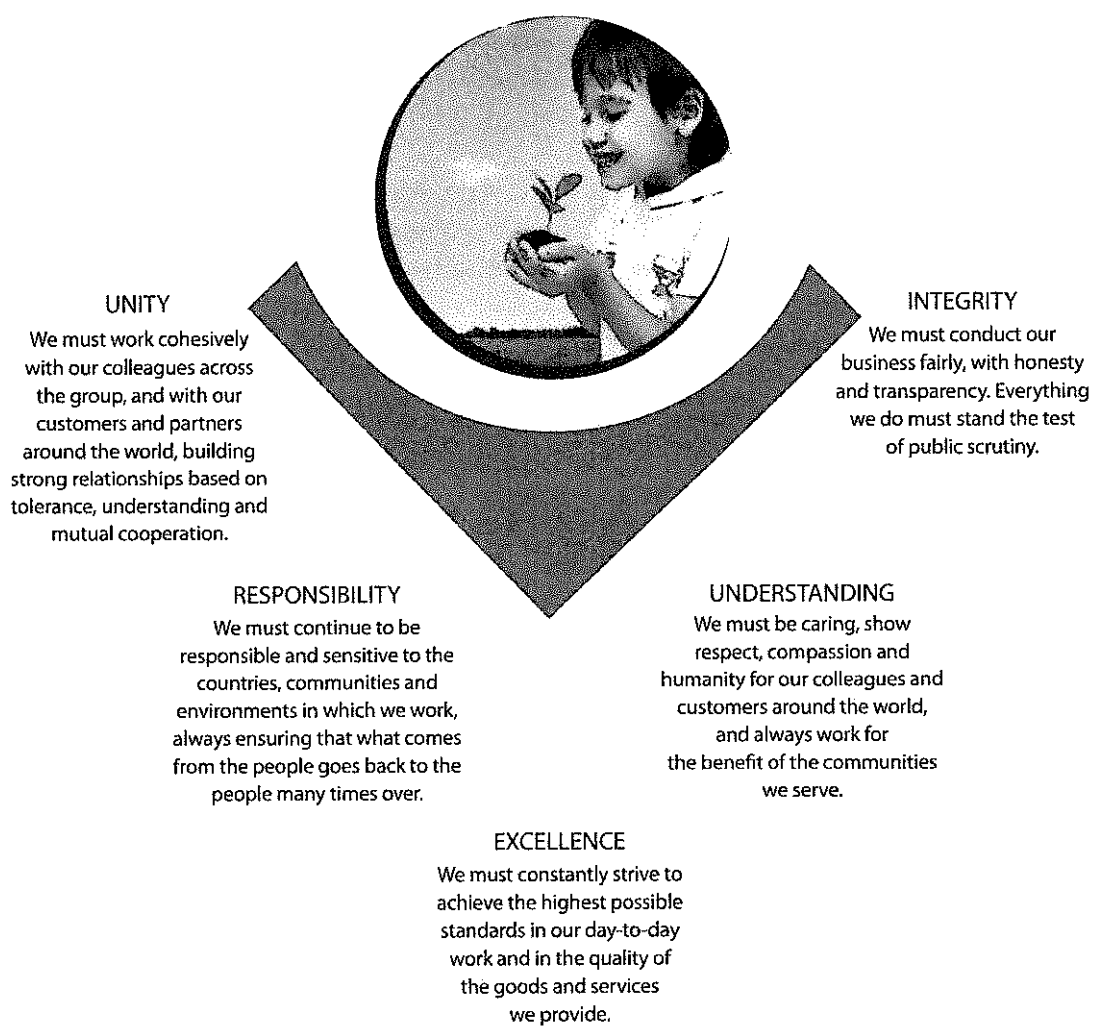 UNITY
We must work cohesively
with our colleagues across
the group, and with our
customers and partners
around the world, building
strong relationships based on
tolerance, understanding and
mutual cooperation.
INTEGRITY
We must conduct our
business fairly, with honesty
and transparency. Everything
we do must stand the test
of public scrutiny.
RESPONSIBILITY
We must continue to be
responsible and sensitive to the
countries, communities and
environments in which we work,
always ensuring that what comes
from the people goes back to the
people many times over.
UNDERSTANDING
We must be caring, show
respect, compassion and
humanity for our colleagues and
customers around the world,
and always work for
the benefit of the communities
we serve.
EXCELLENCE
We must constantly strive to
achieve the highest possible
standards in our day-to-day
work and in the quality of
the goods and services
we provide.